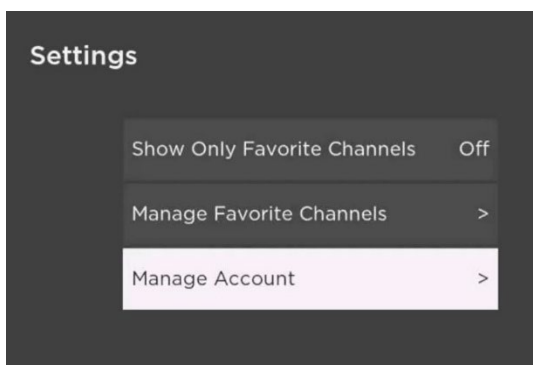 Settings
Show Only Favorite Channels Off
Manage Favorite Channels >
Manage Account >